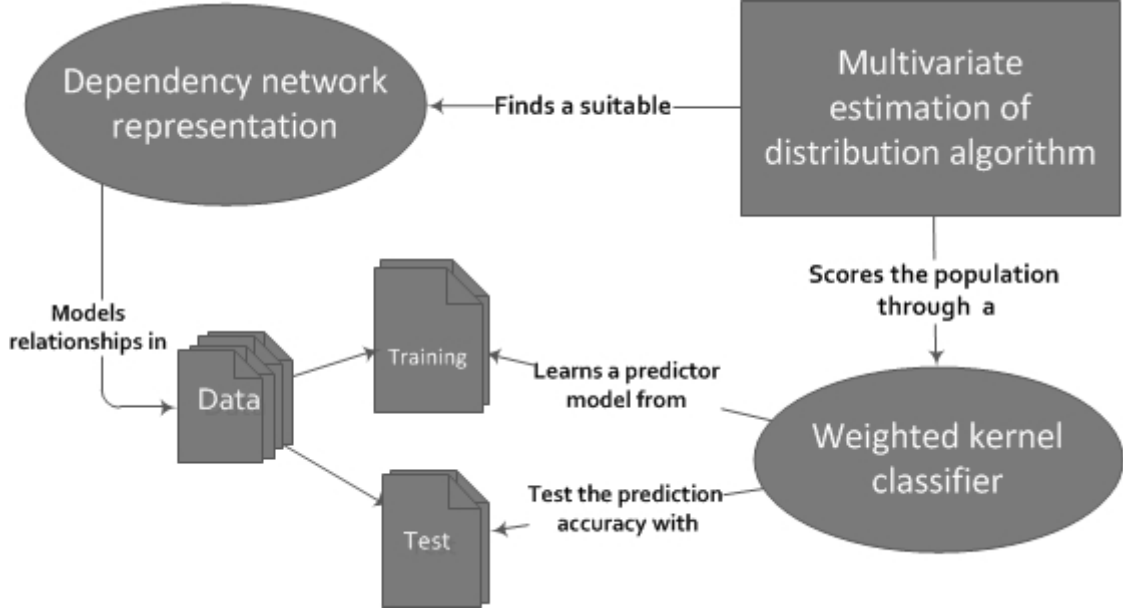 Dependency network
representation
Finds a suitable
Multivariate
estimation of
distribution algorithm
Scores the population
through a
Models
relationships in
Data
Training
Learns a predictor
model from
Weighted kernel
classifier
Test the prediction
accuracy with
Test